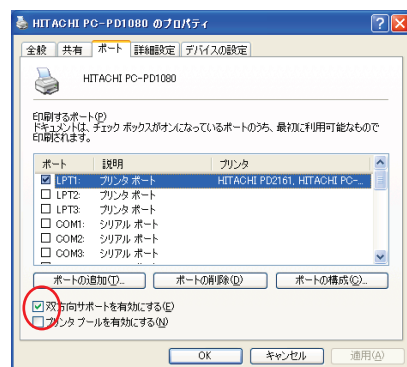 HITACHI PC-PD1080 のプロパティ
全般 共有 ポート 詳細設定 デバイスの設定
HITACHI PC-PD1080
印刷するポート(P)
ドキュメントは、チェック ボックスがオンになっているポートのうち、最初に利用可能なもので
印刷されます。
ポート 説明 プリンタ
LPT1: プリンタ ポート HITACHI PD2161, HITACHI PC-...
LPT2: プリンタ ポート
LPT3: プリンタ ポート
COM1: シリアル ポート
COM2: シリアル ポート
COM3: シリアル ポート
ポートの追加(T)... ポートの削除(D) ポートの構成(C)...
双方向サポートを有効にする(E)
プリンタ プールを有効にする(N)
OK キャンセル 適用(A)